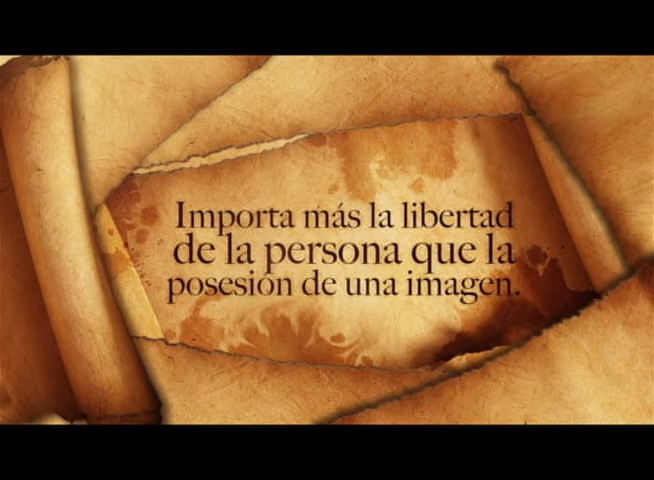 Importa más la libertad
de la persona que la
posesión de una imagen.